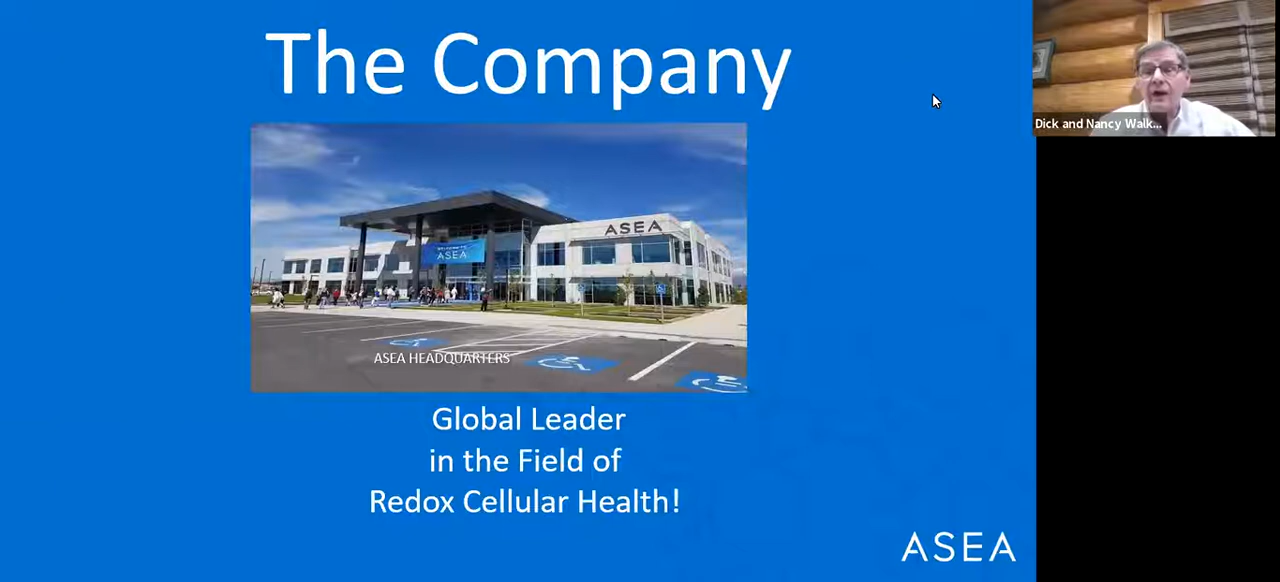 The Company
Dick and Nancy Walk...
ASEA
ASEA
ASEA HEADQUARTERS
Global Leader
in the Field of
Redox Cellular Health!
ASEA